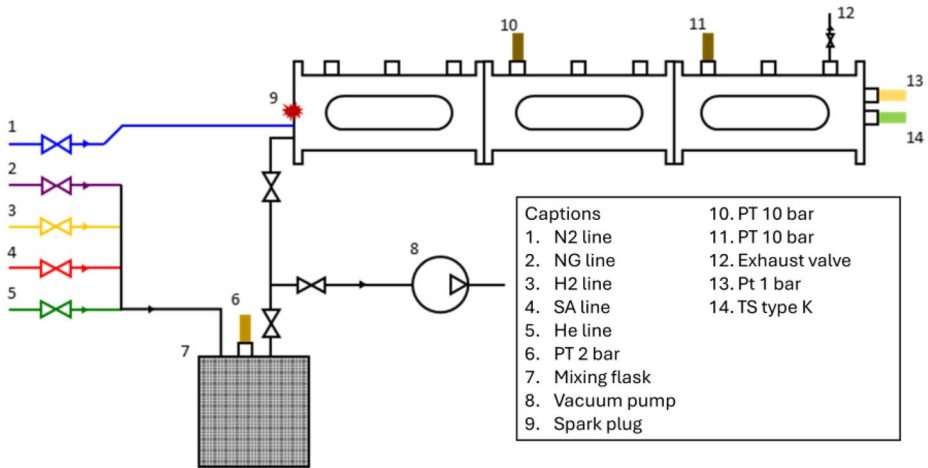 10
11
12
9
13
14
1
2
3
4
5
6
7
8
Captions
1. N2 line
2. NG line
3. H2 line
4. SA line
5. He line
6. PT 2 bar
7. Mixing flask
8. Vacuum pump
9. Spark plug
10. PT 10 bar
11. PT 10 bar
12. Exhaust valve
13. Pt 1 bar
14. TS type K